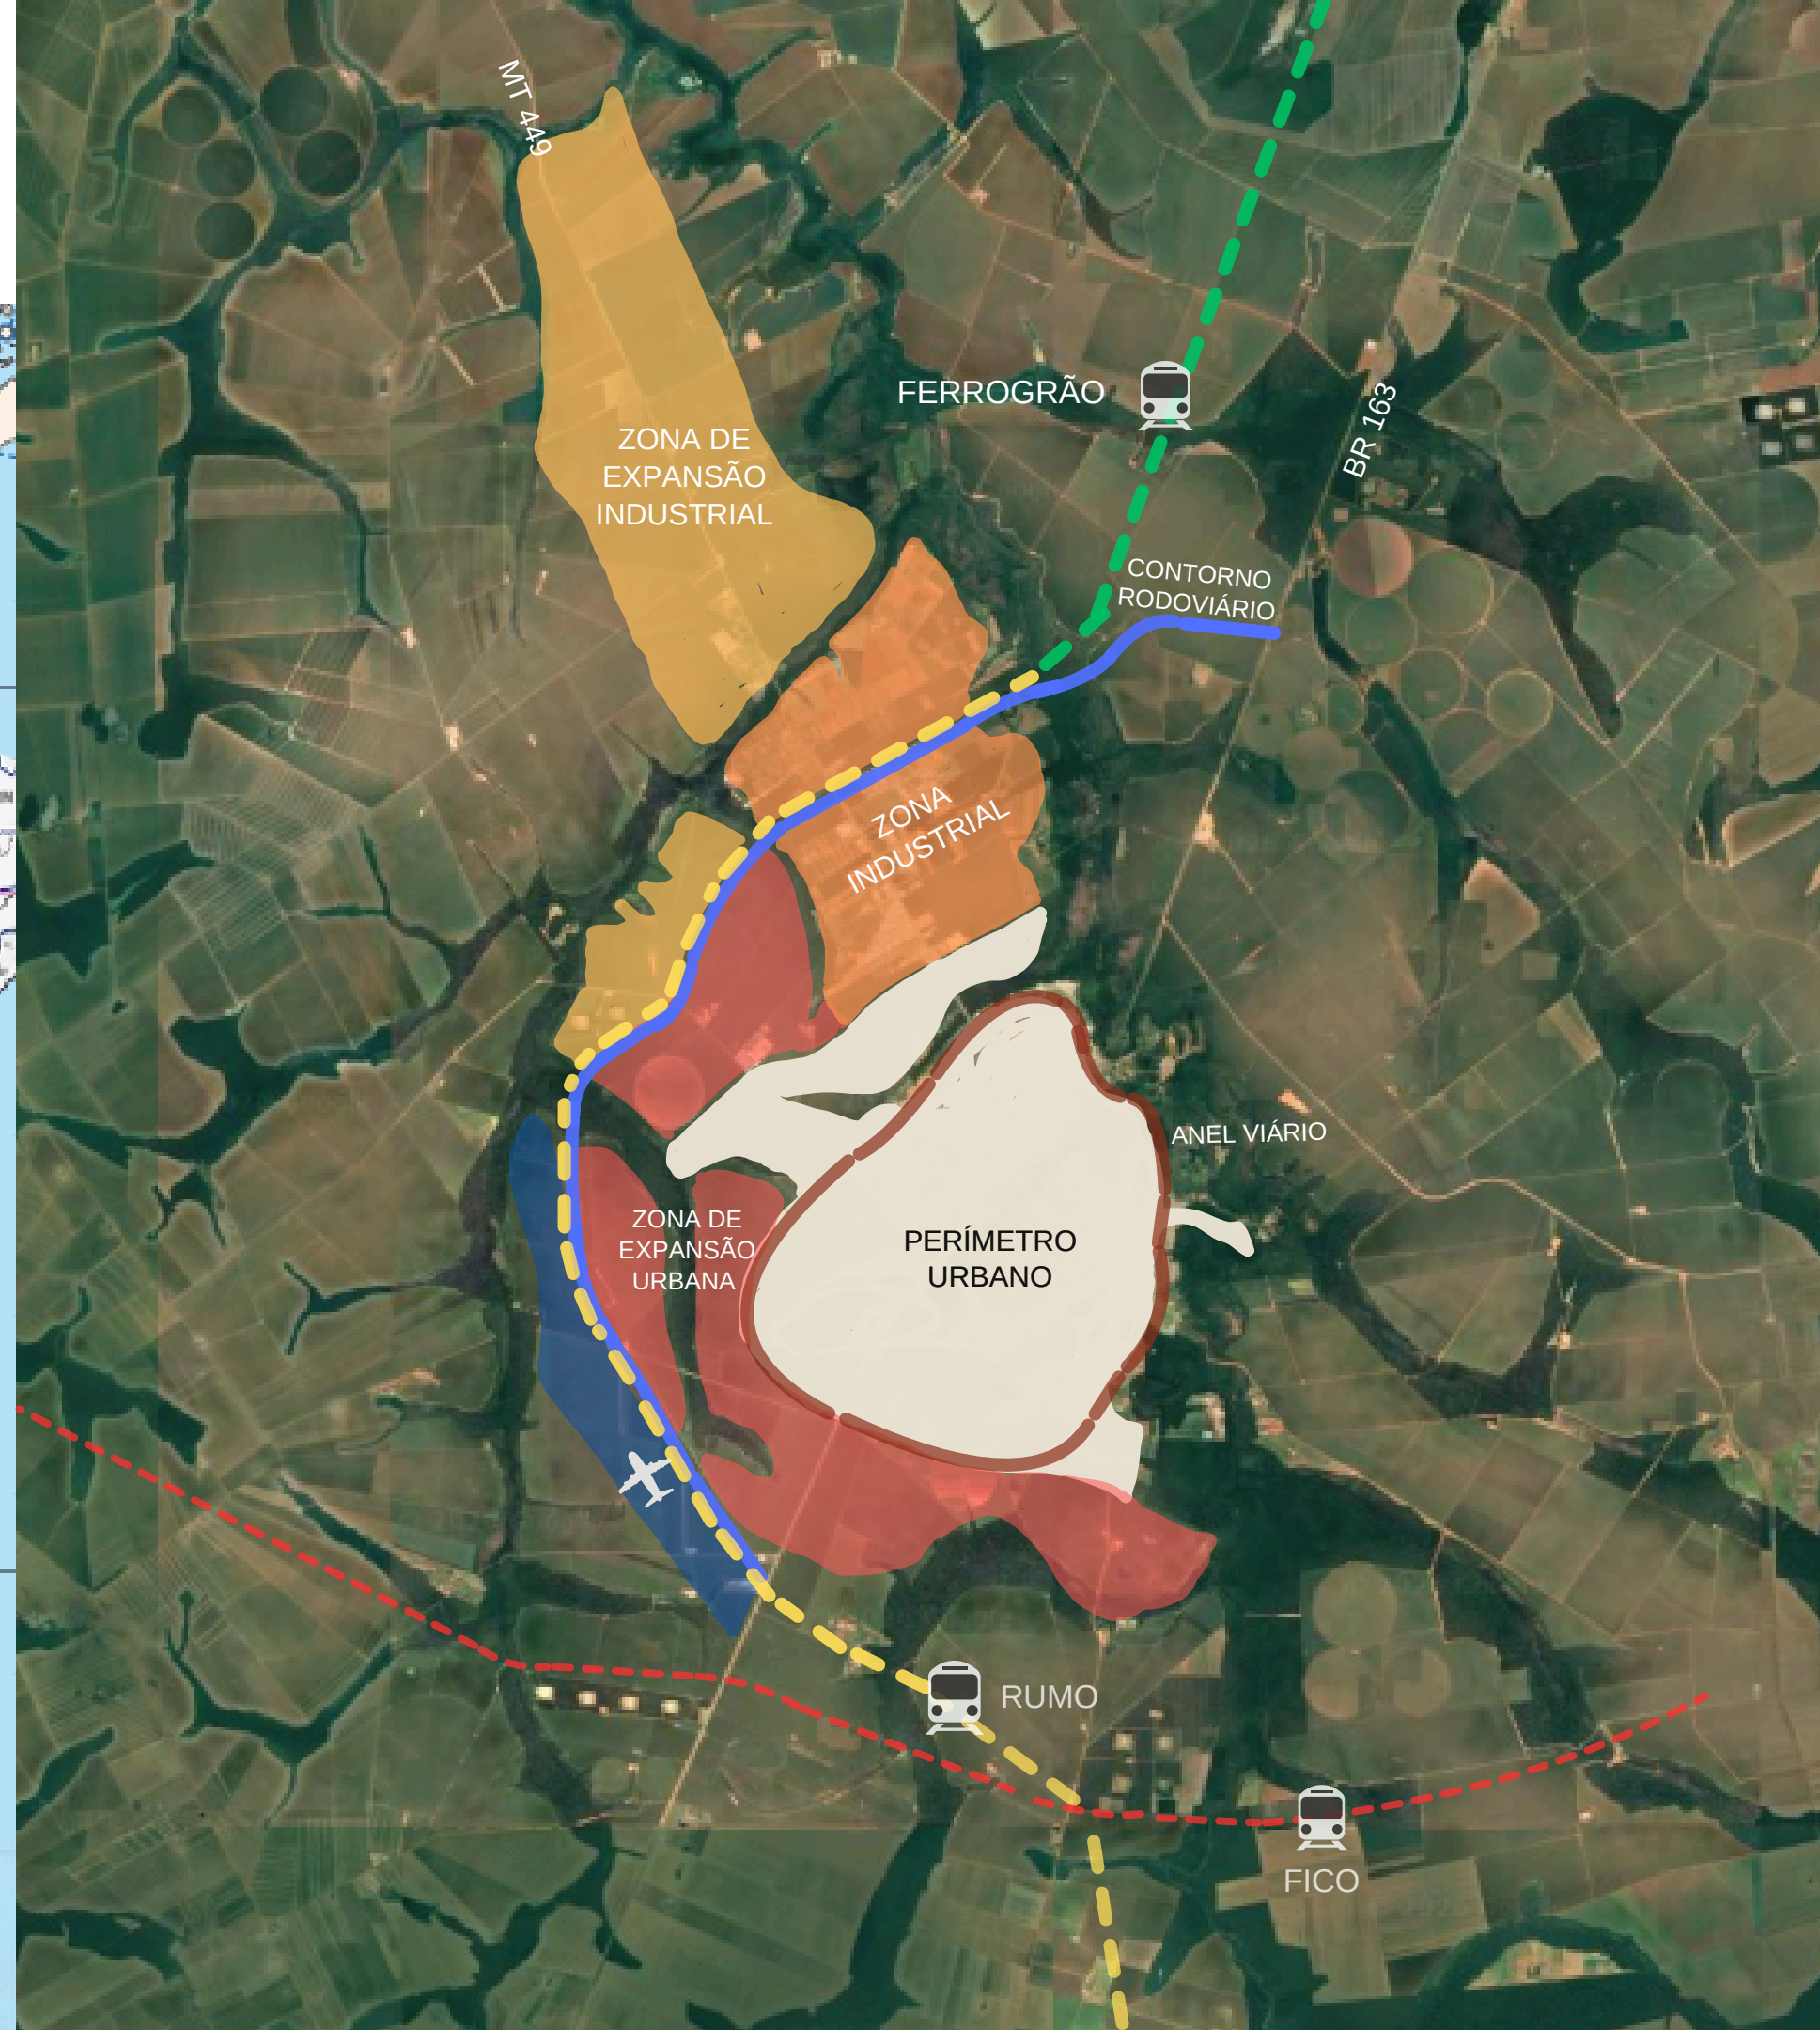 MT 449
FERROGRÃO
BR 163
ZONA DE
EXPANSÃO
INDUSTRIAL
CONTORNO
RODOVIÁRIO
ZONA
INDUSTRIAL
ANEL VIÁRIO
ZONA DE
EXPANSÃO
URBANA
PERÍMETRO
URBANO
RUMO
FICO